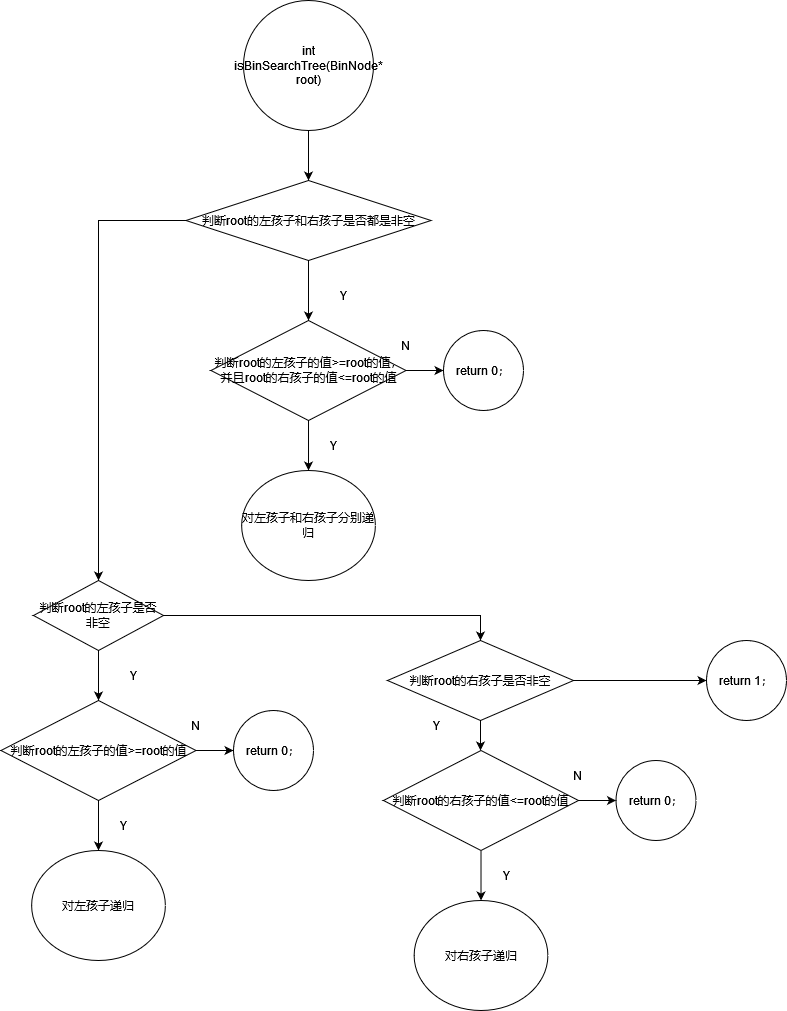 int
isBinSearchTree(BinNode*
root)
判断root的左孩子和右孩子是否都是非空
Y
判断root的左孩子的值>=root的值，
并且root的右孩子的值<=root的值
N
return 0；
Y
对左孩子和右孩子分别递
归
判断root的左孩子是否
非空
Y
判断root的右孩子是否非空
return 1；
Y
判断root的左孩子的值>=root的值
N
return 0；
判断root的右孩子的值<=root的值
N
return 0；
Y
对左孩子递归
Y
对右孩子递归